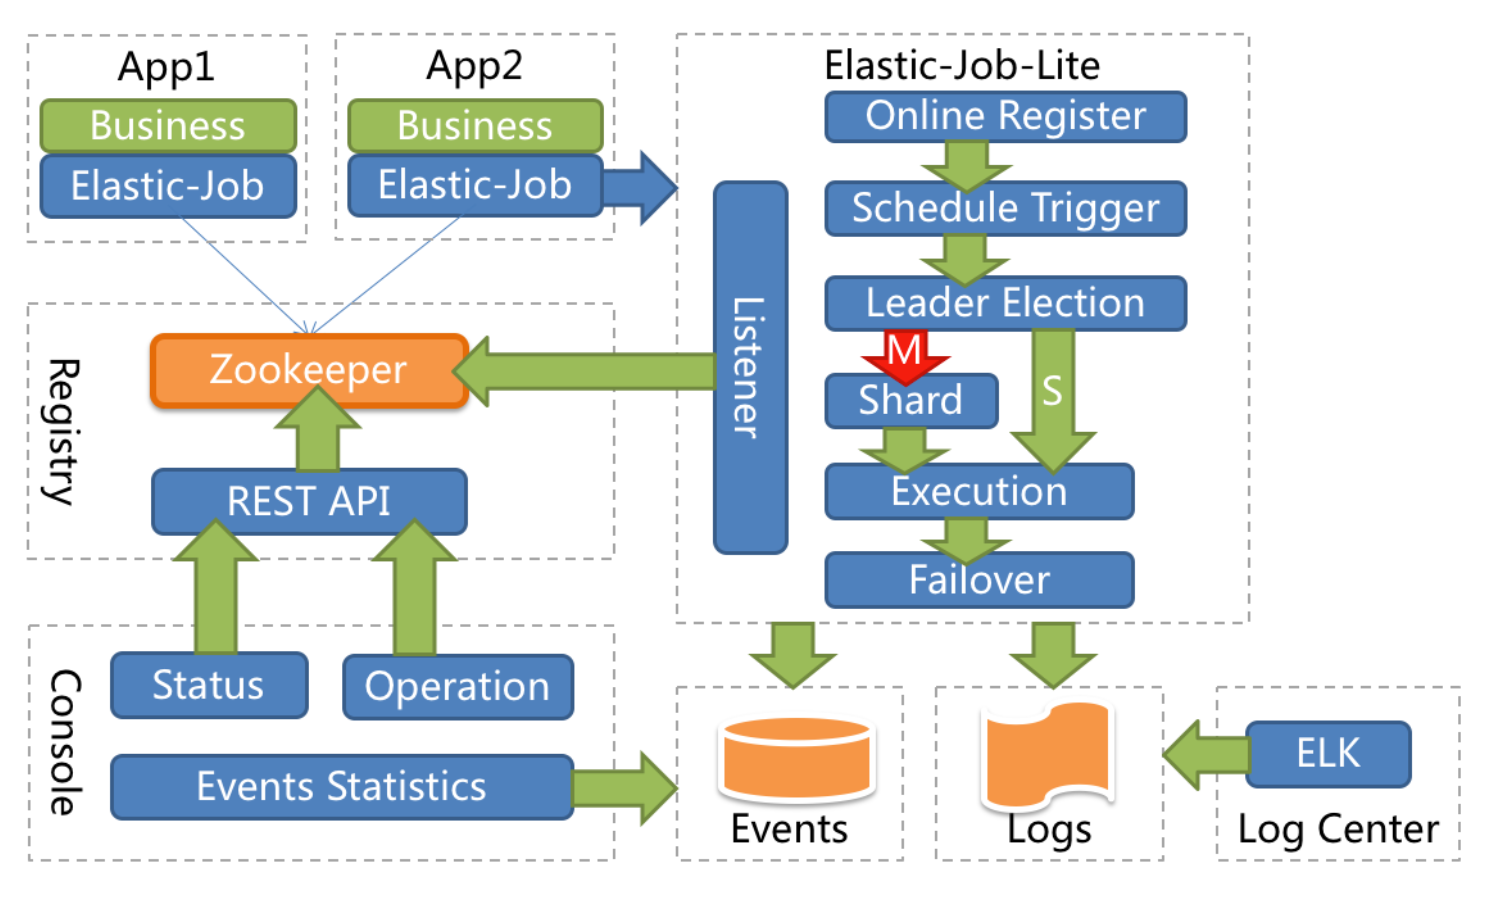 App1
Business
Elastic-Job
App2
Business
Elastic-Job
Elastic-Job-Lite
Online Register
Schedule Trigger
Leader Election
M
S
Shard
Execution
Failover
Listener
Registry
Zookeeper
REST API
Console
Status
Operation
Events Statistics
Events
Logs
ELK
Log Center